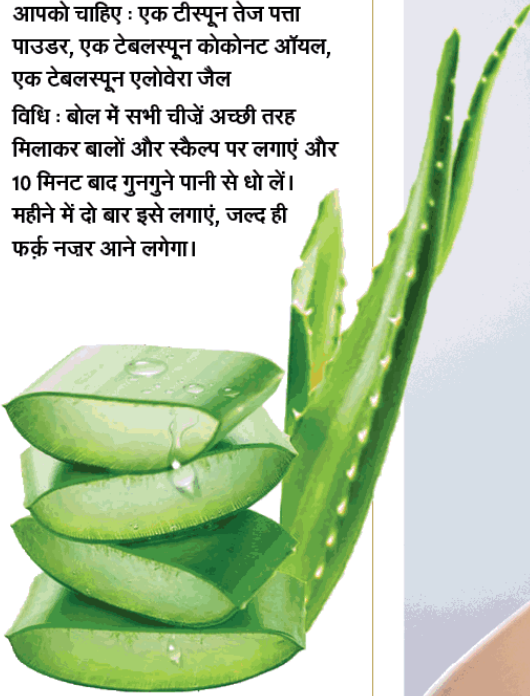 आपको चाहिए : एक टीस्पून तेज पत्ता
पाउडर, एक टेबलस्पून कोकोनट ऑयल,
एक टेबलस्पून एलोवेरा जैल
विधि : बोल में सभी चीज़ें अच्छी तरह
मिलाकर बालों और स्कैल्प पर लगाएं और
10 मिनट बाद गुनगुने पानी से धो लें।
महीने में दो बार इसे लगाएं, जल्द ही
फर्क़ नज़र आने लगेगा।